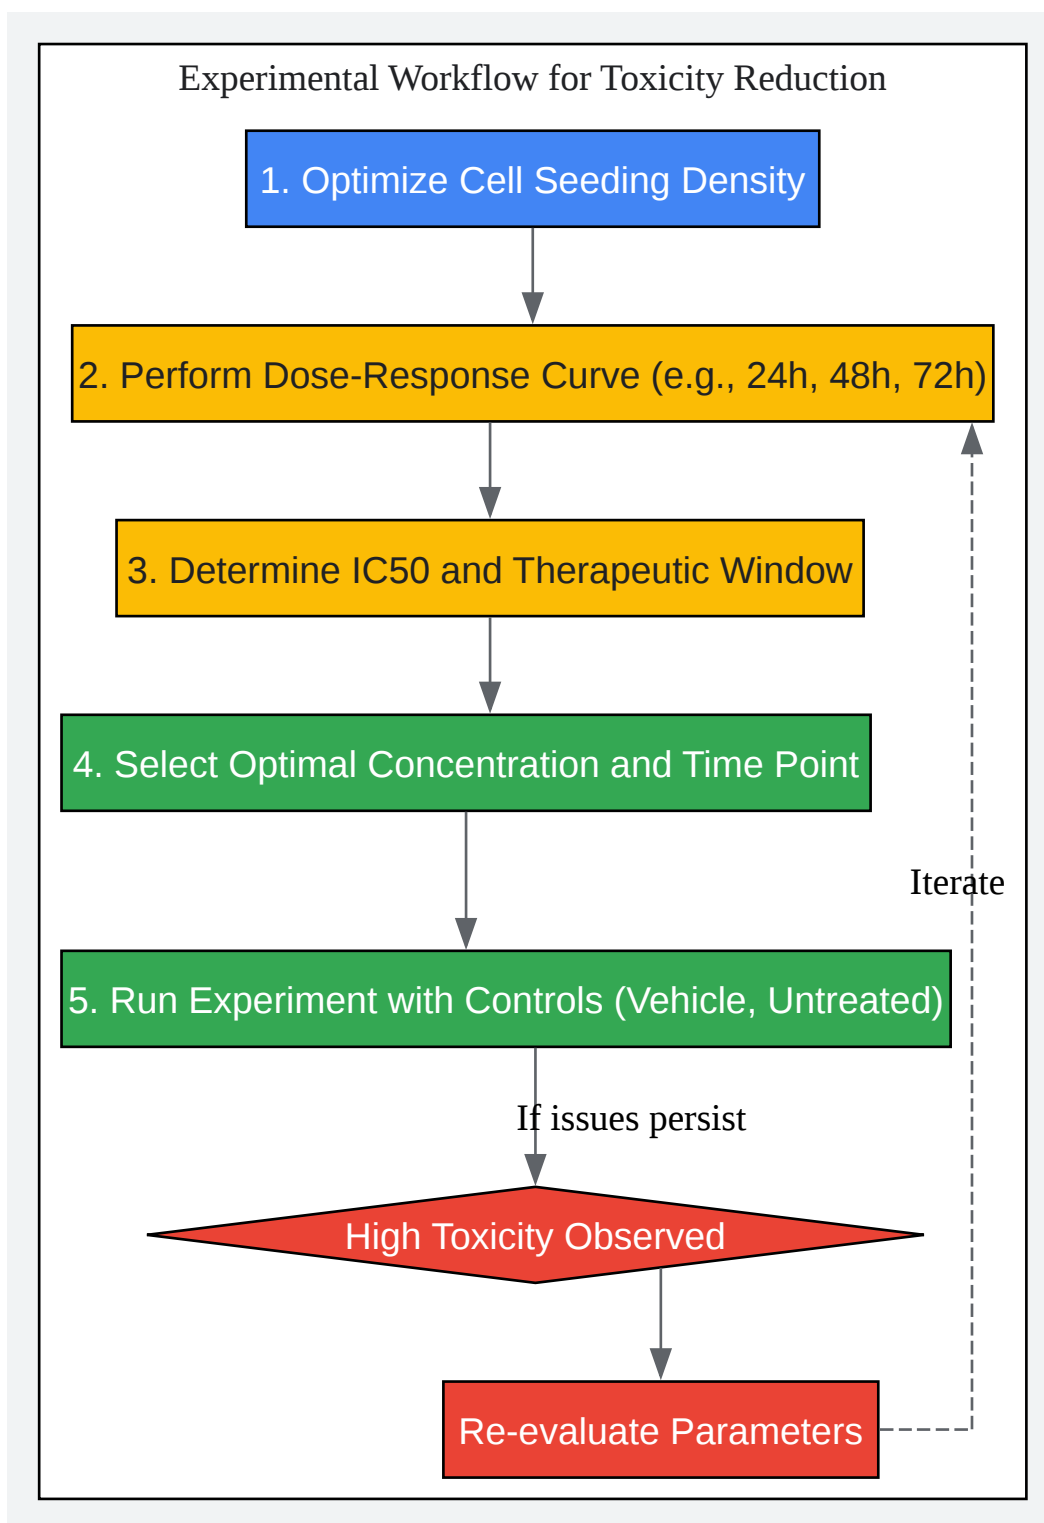 Experimental Workflow for Toxicity Reduction
1. Optimize Cell Seeding Density
2. Perform Dose-Response Curve (e.g., 24h, 48h, 72h)
3. Determine IC50 and Therapeutic Window
4. Select Optimal Concentration and Time Point
Iterate
5. Run Experiment with Controls (Vehicle, Untreated)
If issues persist
High Toxicity Observed
Re-evaluate Parameters